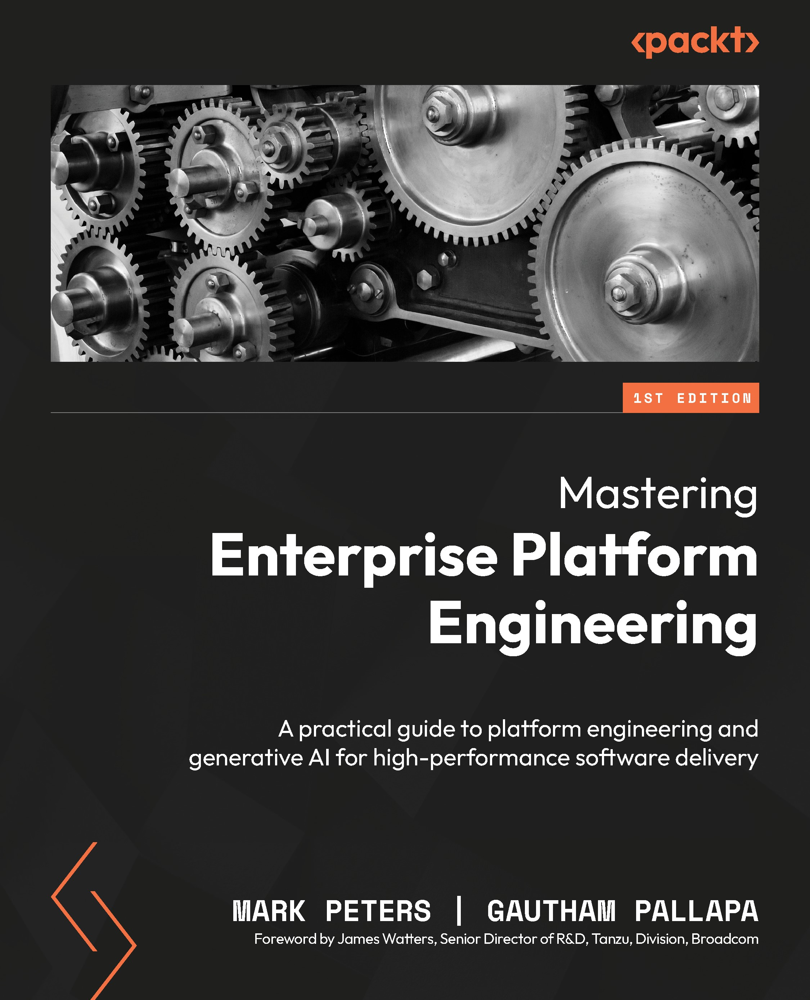 <packt>
1ST EDITION
Mastering
Enterprise Platform
Engineering
A practical guide to platform engineering and
generative AI for high-performance software delivery
MARK PETERS | GAUTHAM PALLAPA
Foreword by James Watters, Senior Director of R&D, Tanzu, Division, Broadcom